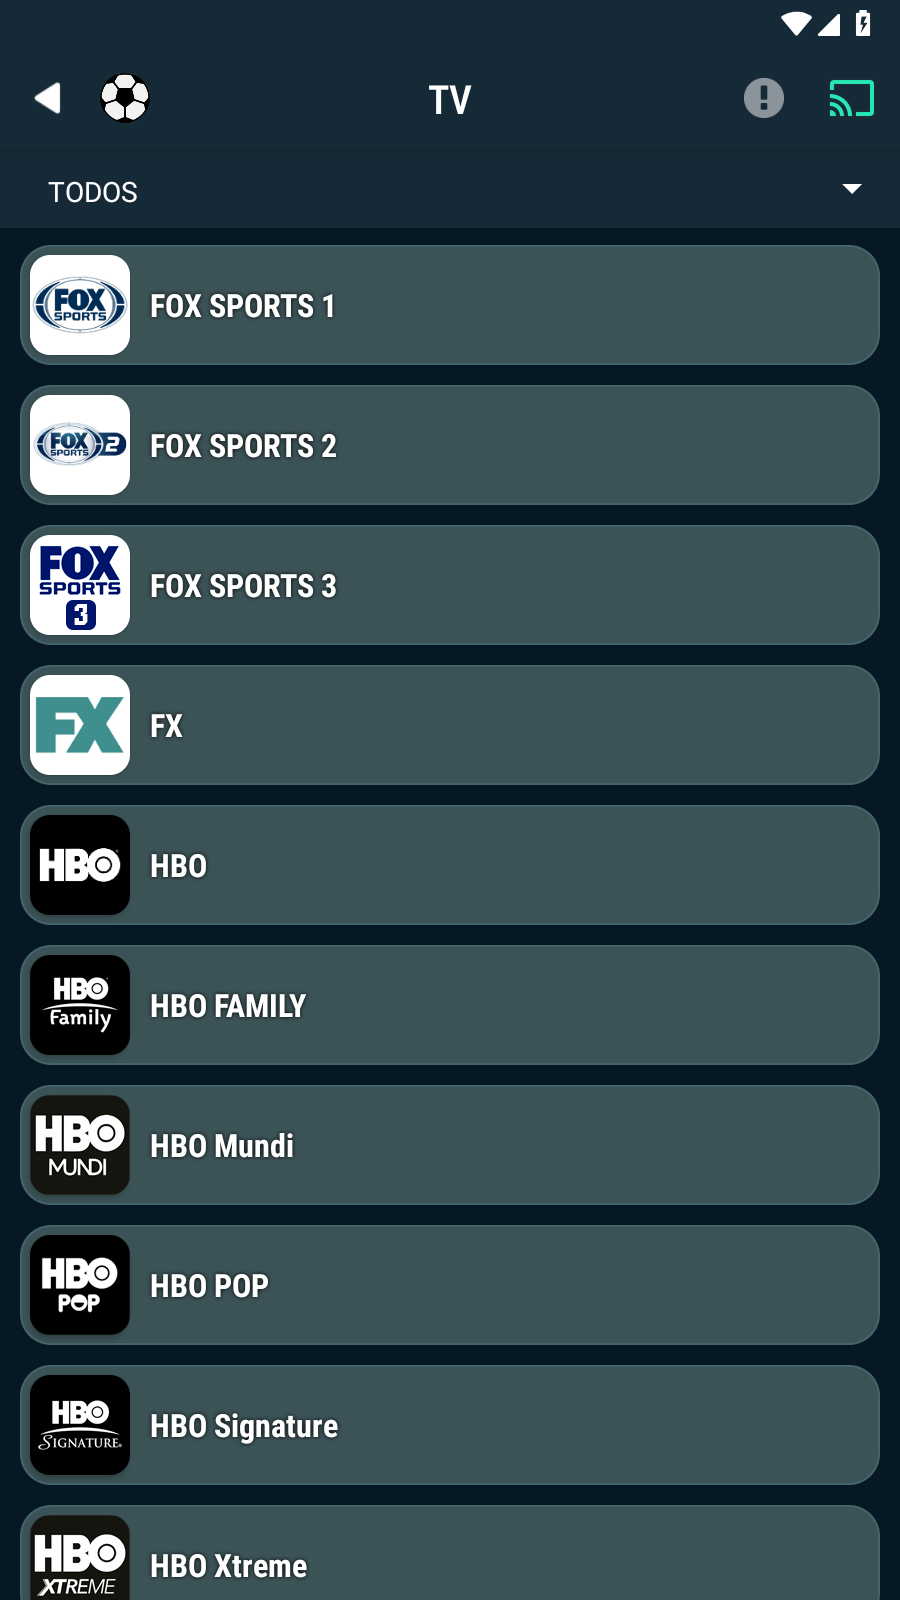 TV
TODOS
FOX
SPORTS
FOX SPORTS 1
FOX
SPORTS
2
FOX SPORTS 2
FOX
SPORTS
3
FOX SPORTS 3
FX
FX
HBO
HBO
HBO
Family
HBO FAMILY
HBO
MUNDI
HBO Mundi
HBO
POP
HBO POP
HBO
SIGNATURE
HBO Signature
HBO
XTREME
HBO Xtreme